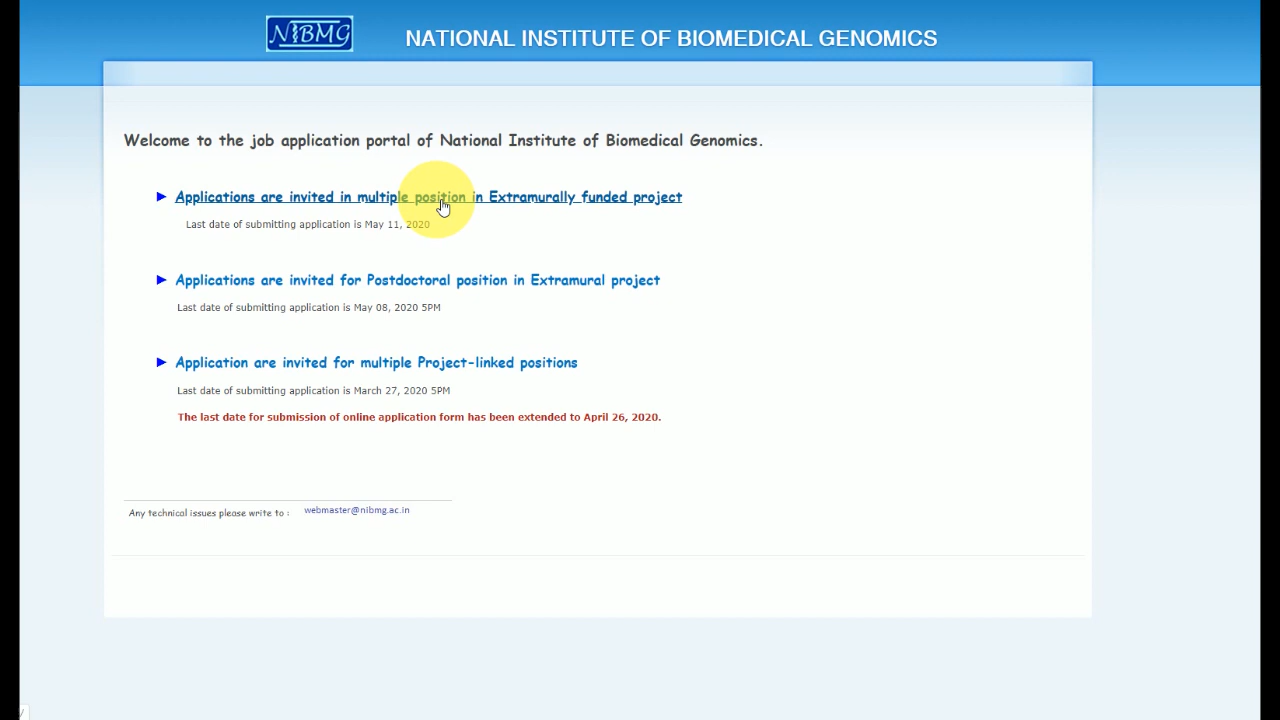 NIBMG
NATIONAL INSTITUTE OF BIOMEDICAL GENOMICS
Welcome to the job application portal of National Institute of Biomedical Genomics.
Applications are invited in multiple position in Extramurally funded project
Last date of submitting application is May 11, 2020
Applications are invited for Postdoctoral position in Extramural project
Last date of submitting application is May 08, 2020 5PM
Application are invited for multiple Project-linked positions
Last date of submitting application is March 27, 2020 5PM
The last date for submission of online application form has been extended to April 26, 2020.
Any technical issues please write to : webmaster@nibmg.ac.in